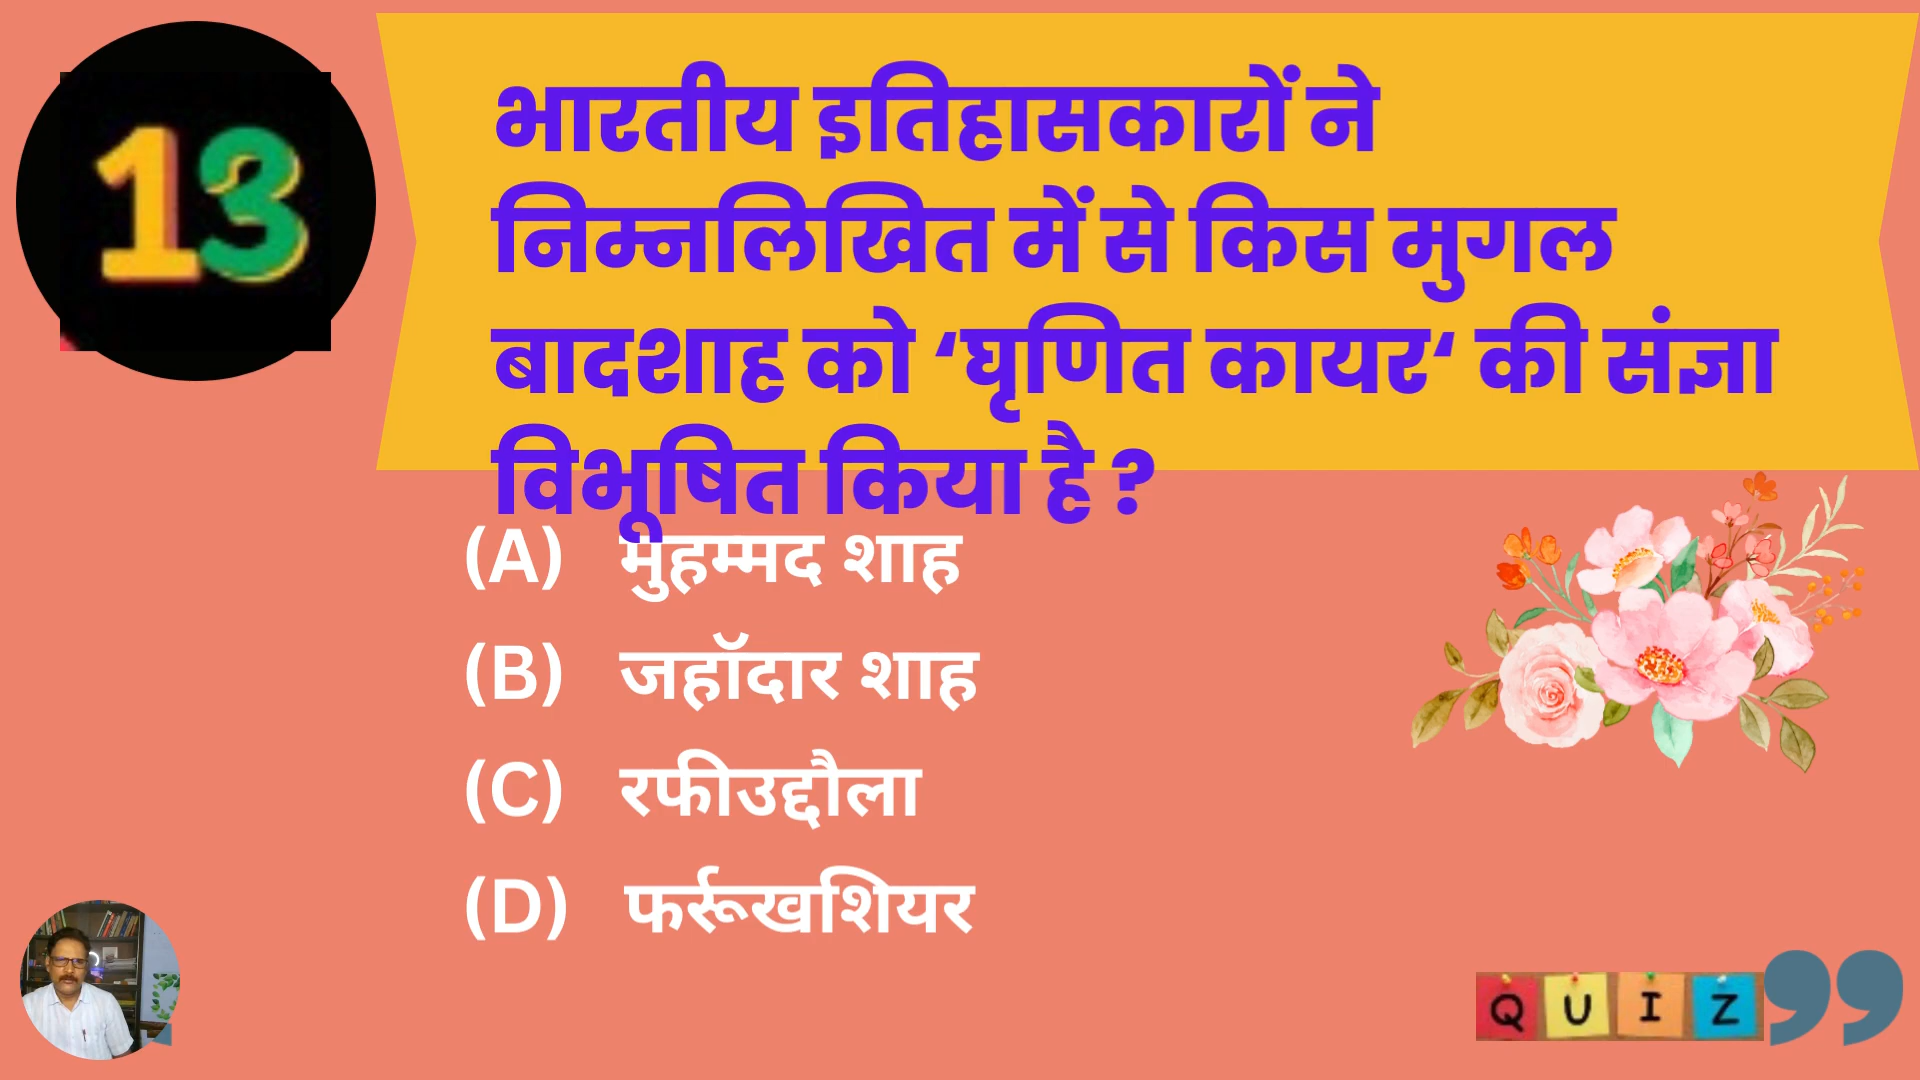 13
भारतीय इतिहासकारों ने
निम्नलिखित में से किस मुगल
बादशाह को ‘घृणित कायर‘ की संज्ञा
विभूषित किया है ?
(A) मुहम्मद शाह
(B) जहॉदार शाह
(C) रफीउद्दौला
(D) फर्रूखशियर
QUIZ